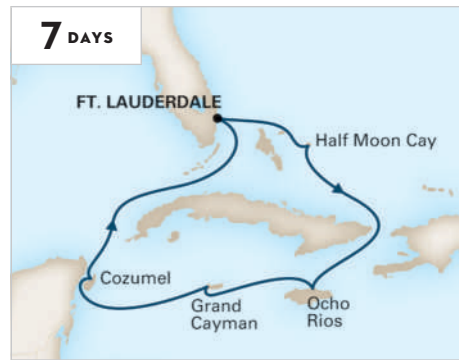 7 DAYS
FT. LAUDERDALE
Half Moon Cay
Cozumel
Grand
Cayman
Ocho
Rios